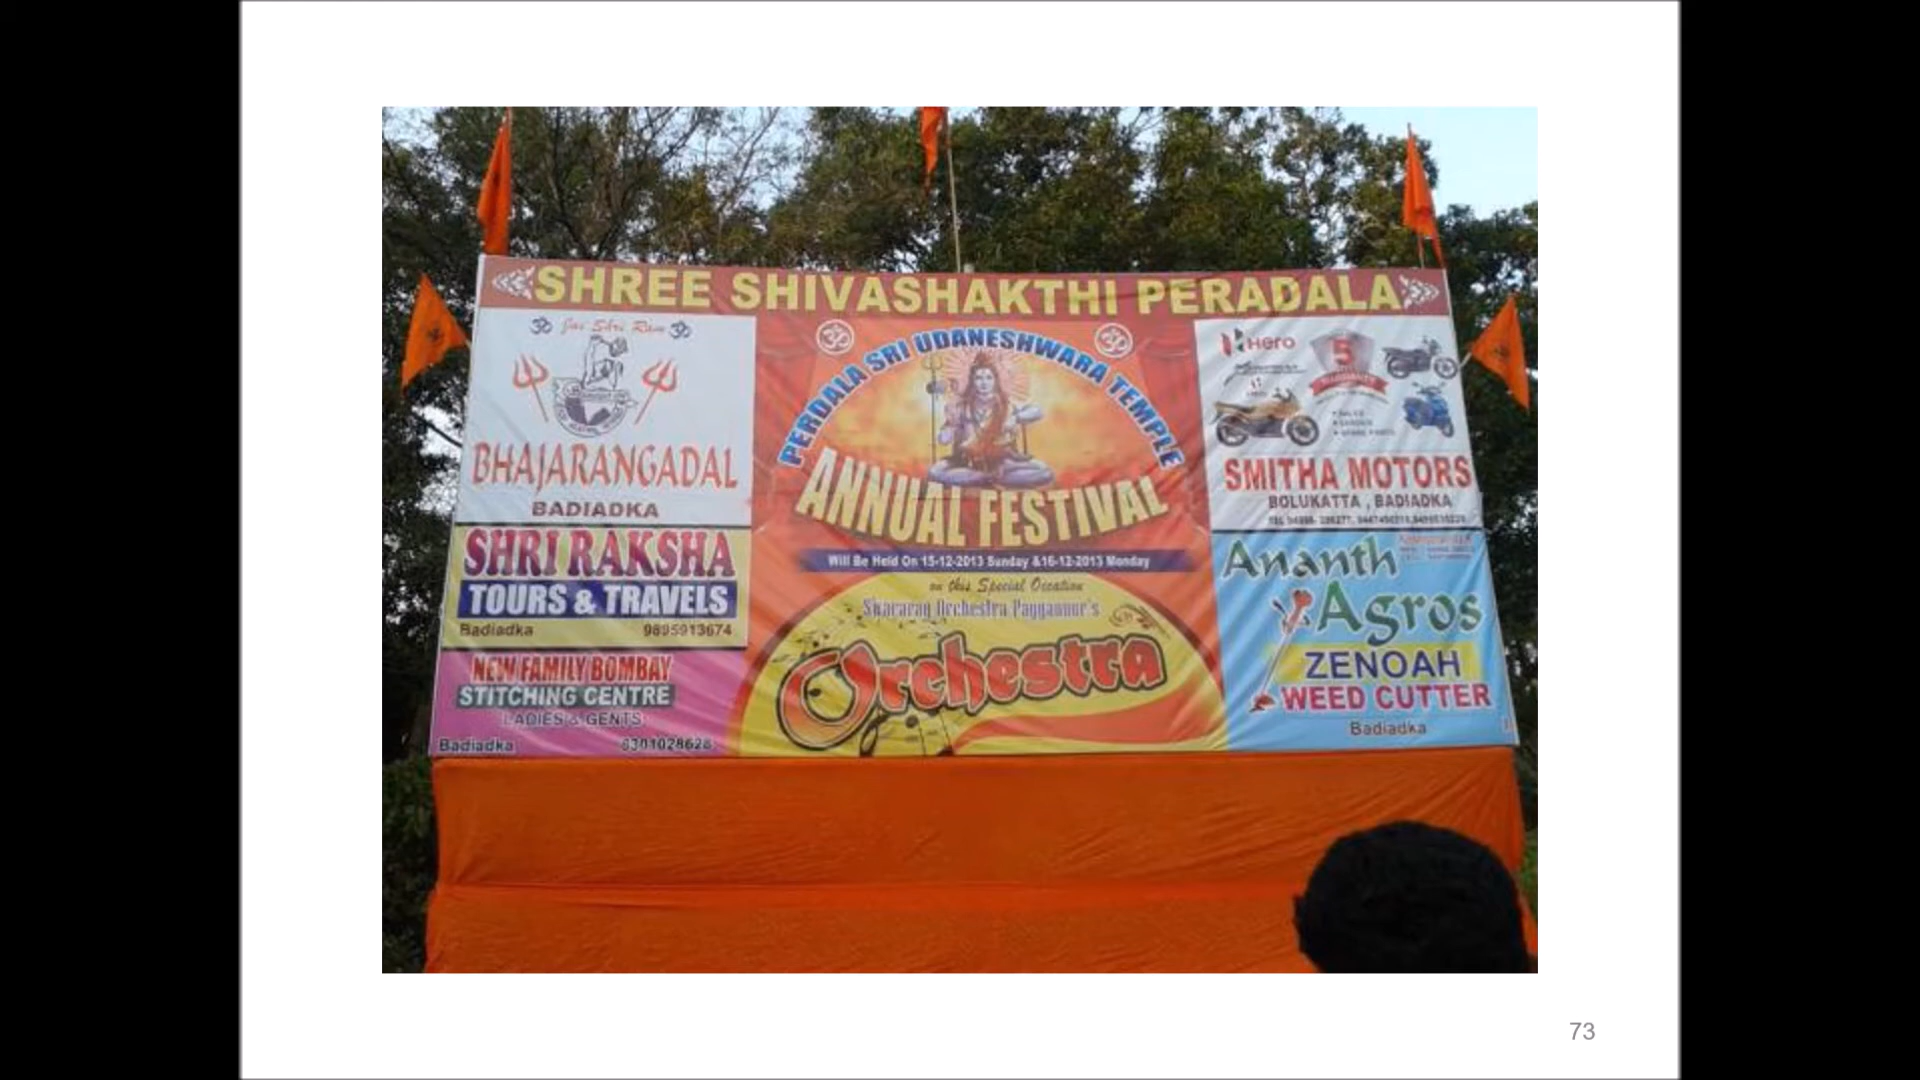 SHREE SHIVASHAKTHI PERADALA
ॐ Jai Shri Ram ॐ
BHAJARANGADAL
BADIADKA
SHRI RAKSHA
TOURS & TRAVELS
Badiadka 9895913674
NEW FAMILY BOMBAY
STITCHING CENTRE
LADIES & GENTS
Badiadka
ॐ ॐ
PERDALA SRI UDANESHWARA TEMPLE
ANNUAL FESTIVAL
Will Be Held On 15-12-2013 Sunday &16-12-2013 Monday
on this Special Occation
Swararag Orchestra Payyannur's
Orchestra
Hero
5
SMITHA MOTORS
BOLUKATTA , BADIADKA
Ananth
Agros
ZENOAH
WEED CUTTER
Badiadka
73